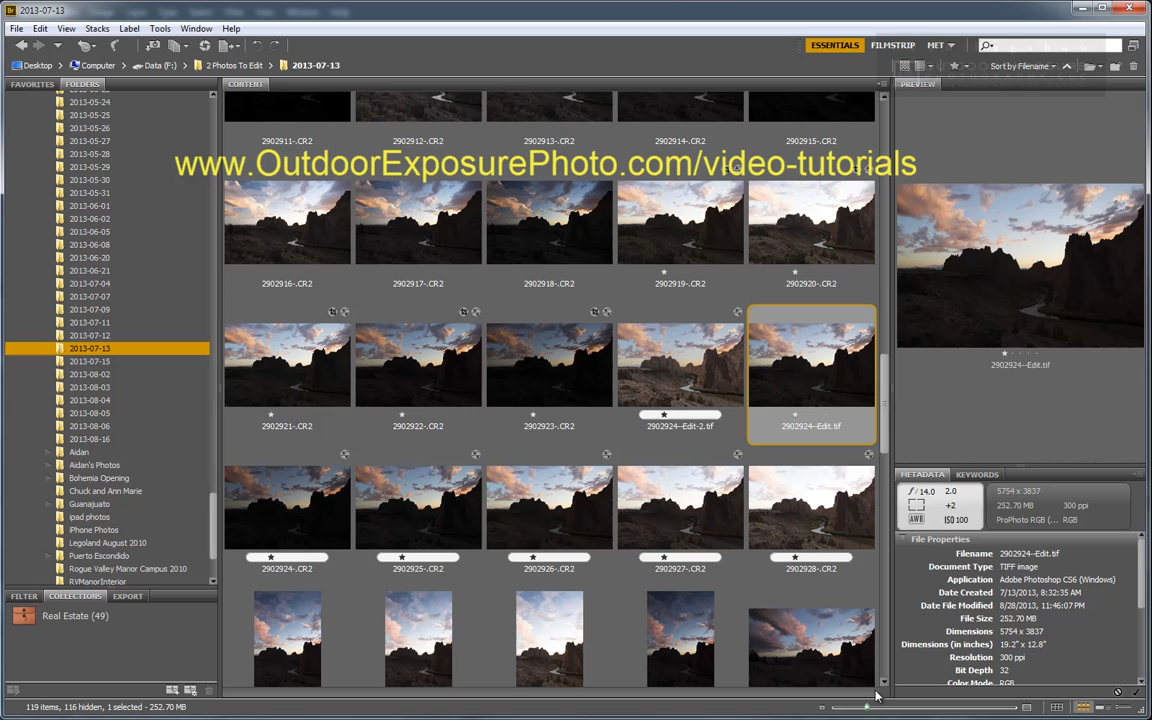 Br 2013-07-13
File Edit View Stacks Label Tools Window Help
ESSENTIALS FILMSTRIP MET
Desktop Computer Data (F:) 2 Photos To Edit 2013-07-13
Sort by Filename
FAVORITES FOLDERS
CONTENT
PREVIEW
2013-05-24
2013-05-25
2013-05-26
2013-05-27
2013-05-28
2013-05-29
2013-05-30
2013-05-31
2013-06-01
2013-06-02
2013-06-05
2013-06-08
2013-06-20
2013-06-21
2013-07-04
2013-07-07
2013-07-09
2013-07-11
2013-07-12
2013-07-13
2013-07-15
2013-08-02
2013-08-03
2013-08-04
2013-08-05
2013-08-06
2013-08-16
Aidan
Aidan's Photos
Bohemia Opening
Chuck and Ann Marie
Guanajuato
ipad photos
iPhone Photos
Legoland August 2010
Puerto Escondido
Rogue Valley Manor Campus 2010
RVManorInterior
FILTER COLLECTIONS EXPORT
Real Estate (49)
2902911-.CR2 2902912-.CR2 2902913-.CR2 2902914-.CR2 2902915-.CR2
www.OutdoorExposurePhoto.com/video-tutorials
2902916-.CR2 2902917-.CR2 2902918-.CR2 2902919-.CR2 2902920-.CR2
2902921-.CR2 2902922-.CR2 2902923-.CR2 2902924--Edit-2.tif 2902924--Edit.tif
2902924-.CR2 2902925-.CR2 2902926-.CR2 2902927-.CR2 2902928-.CR2
2902924--Edit.tif
METADATA KEYWORDS
f/ 14.0 2.0
+2
AWB ISO 100
5754 x 3837
252.70 MB 300 ppi
ProPhoto RGB (... RGB
File Properties
Filename 2902924--Edit.tif
Document Type TIFF image
Application Adobe Photoshop CS6 (Windows)
Date Created 7/13/2013, 8:32:35 AM
Date File Modified 8/28/2013, 11:46:07 PM
File Size 252.70 MB
Dimensions 5754 x 3837
Dimensions (in inches) 19.2" x 12.8"
Resolution 300 ppi
Bit Depth 32
Color Mode RGB
119 items, 116 hidden, 1 selected - 252.70 MB